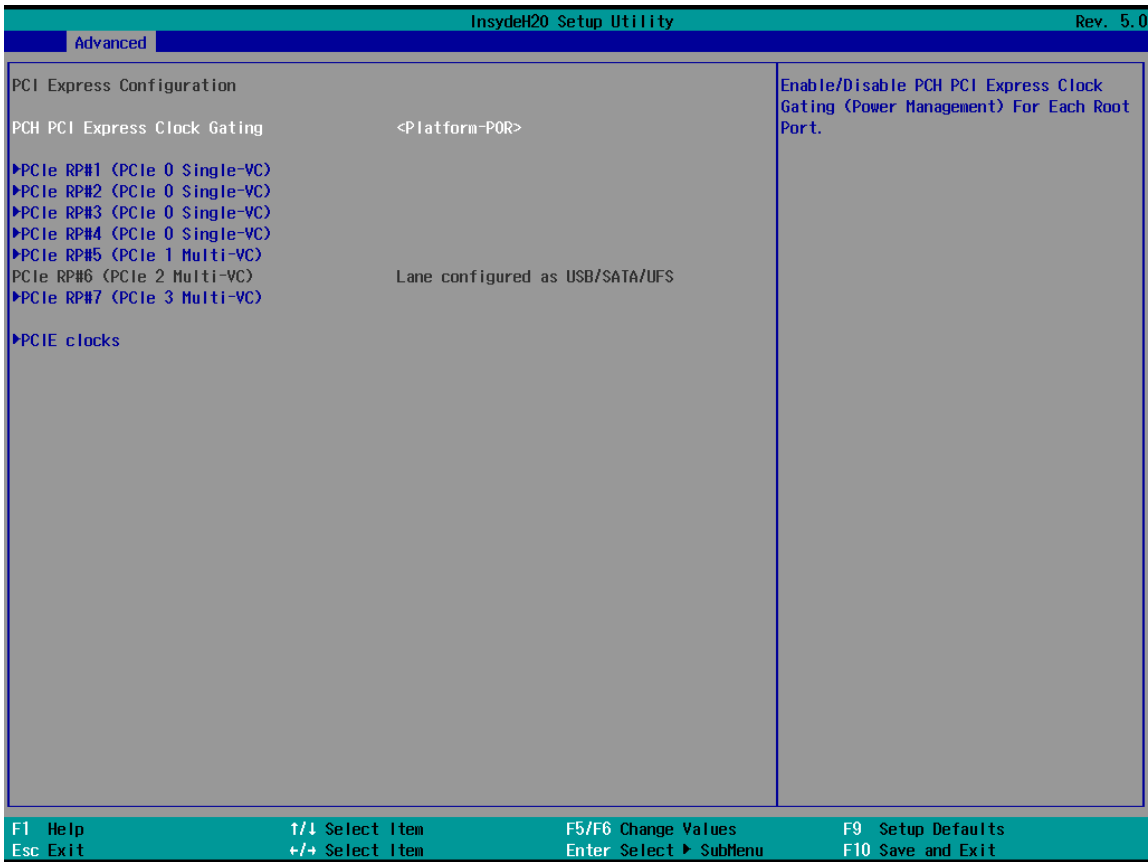 InsydeH2O Setup Utility Rev. 5.0
Advanced
PCI Express Configuration
PCH PCI Express Clock Gating <Platform-POR>
▶PCIe RP#1 (PCIe 0 Single-VC)
▶PCIe RP#2 (PCIe 0 Single-VC)
▶PCIe RP#3 (PCIe 0 Single-VC)
▶PCIe RP#4 (PCIe 0 Single-VC)
▶PCIe RP#5 (PCIe 1 Multi-VC)
PCIe RP#6 (PCIe 2 Multi-VC) Lane configured as USB/SATA/UFS
▶PCIe RP#7 (PCIe 3 Multi-VC)
▶PCIE clocks
Enable/Disable PCH PCI Express Clock
Gating (Power Management) For Each Root
Port.
F1 Help ↑/↓ Select Item F5/F6 Change Values F9 Setup Defaults
Esc Exit ←/→ Select Item Enter Select ▶ SubMenu F10 Save and Exit